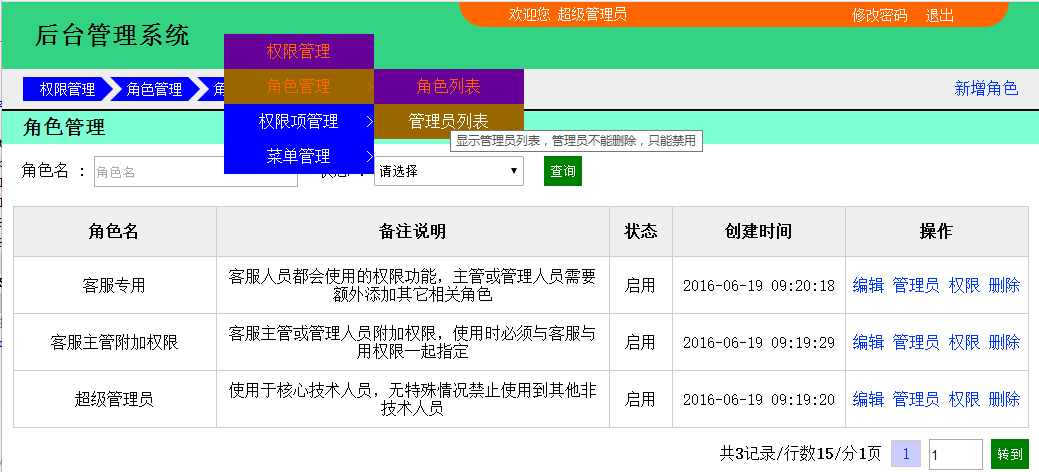 欢迎您 超级管理员
修改密码 退出
后台管理系统
权限管理
角色管理
角色列表
权限项管理
管理员列表
菜单管理
显示管理员列表，管理员不能删除，只能禁用
权限管理 角色管理
新增角色
角色管理
角色名 ： 角色名
请选择
查询
角色名 备注说明 状态 创建时间 操作
客服专用 客服人员都会使用的权限功能，主管或管理人员需要
额外添加其它相关角色 启用 2016-06-19 09:20:18 编辑 管理员 权限 删除
客服主管附加权限 客服主管或管理人员附加权限，使用时必须与客服与
用权限一起指定 启用 2016-06-19 09:19:29 编辑 管理员 权限 删除
超级管理员 使用于核心技术人员，无特殊情况禁止使用到其他非
技术人员 启用 2016-06-19 09:19:20 编辑 管理员 权限 删除
共3记录/行数15/分1页 1 1 转到